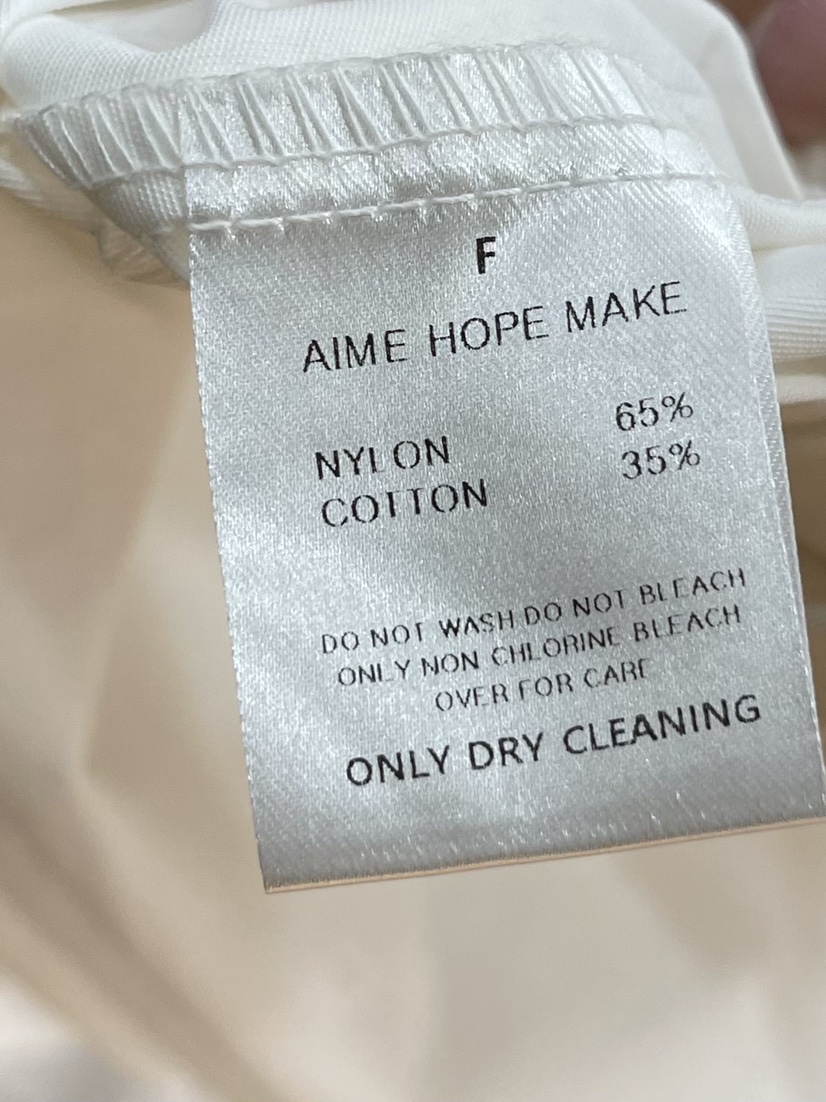 F
AIME HOPE MAKE
65%
NYLON 35%
COTTON
DO NOT WASH DO NOT BLEACH
ONLY NON CHLORINE BLEACH
OVER FOR CARE
ONLY DRY CLEANING